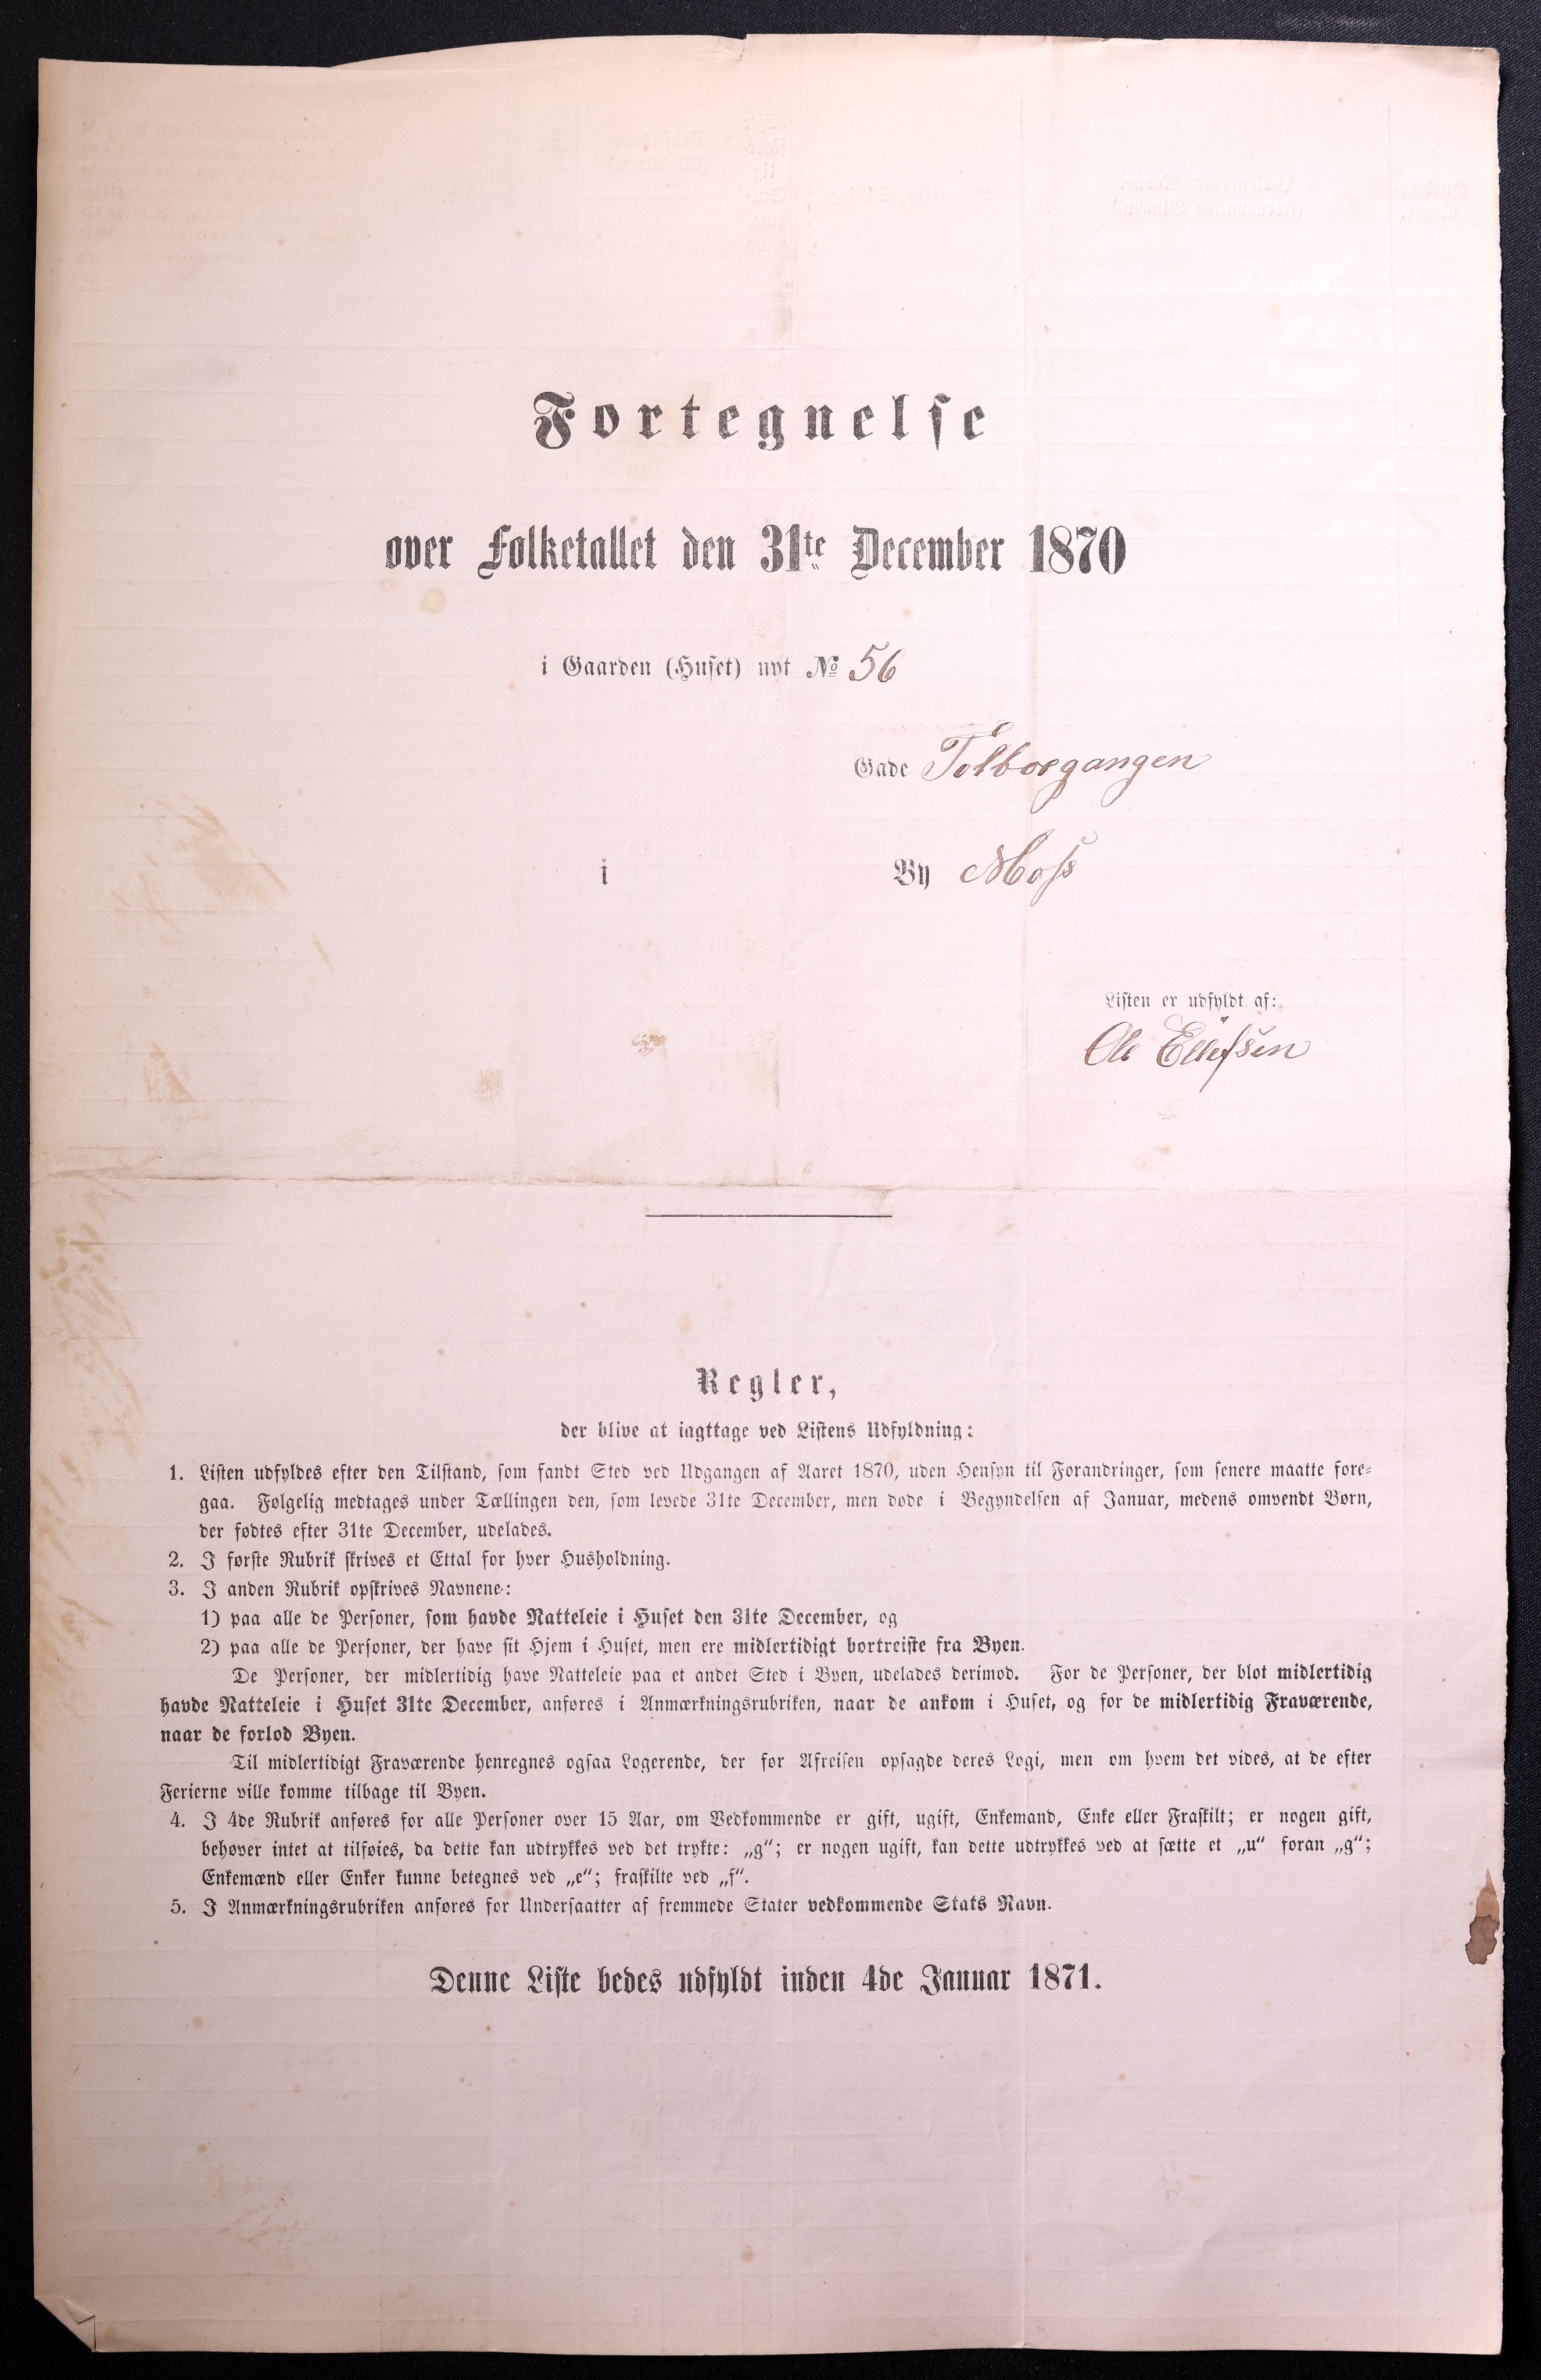 Fortegnelse
over Folketallet den 31te December 1870
i Gaarden (Huset) nyt No 56
Gade Tolbodgangen
i By Moss
Listen er udfyldt af:
Ole Ellefsen
Regler,
der blive at iagttage ved Listens Udfyldning:
1. Listen udfyldes efter den Tilstand, som fandt Sted ved Udgangen af Aaret 1870, uden Hensyn til Forandringer, som senere maatte fore-
gaa. Følgelig medtages under Tællingen den, som levede 31te December, men døde i Begyndelsen af Januar, medens omvendt Børn,
der fødtes efter 31te December, udelades.
2. I første Rubrik skrives et Ettal for hver Husholdning.
3. I anden Rubrik opskrives Navnene:
1) paa alle de Personer, som havde Natteleie i Huset den 31te December, og
2) paa alle de Personer, der have sit Hjem i Huset, men ere midlertidigt bortreiste fra Byen.
De Personer, der midlertidig have Natteleie paa et andet Sted i Byen, udelades derimod. For de Personer, der blot midlertidig
havde Natteleie i Huset 31te December, anføres i Anmærkningsrubriken, naar de ankom i Huset, og for de midlertidig Fraværende,
naar de forlod Byen.
Til midlertidigt Fraværende henregnes ogsaa Logerende, der før Afreisen opsagde deres Logi, men om hvem det vides, at de efter
Ferierne ville komme tilbage til Byen.
4. I 4de Rubrik anføres for alle Personer over 15 Aar, om Vedkommende er gift, ugift, Enkemand, Enke eller Fraskilt; er nogen gift,
behøver intet at tilføies, da dette kan udtrykkes ved det trykte: „g“; er nogen ugift, kan dette udtrykkes ved at sætte et „u“ foran „g“;
Enkemænd eller Enker kunne betegnes ved „e“; fraskilte ved „f“.
5. I Anmærkningsrubriken anføres for Undersaatter af fremmede Stater vedkommende Stats Navn.
Denne Liste bedes udfyldt inden 4de Januar 1871.